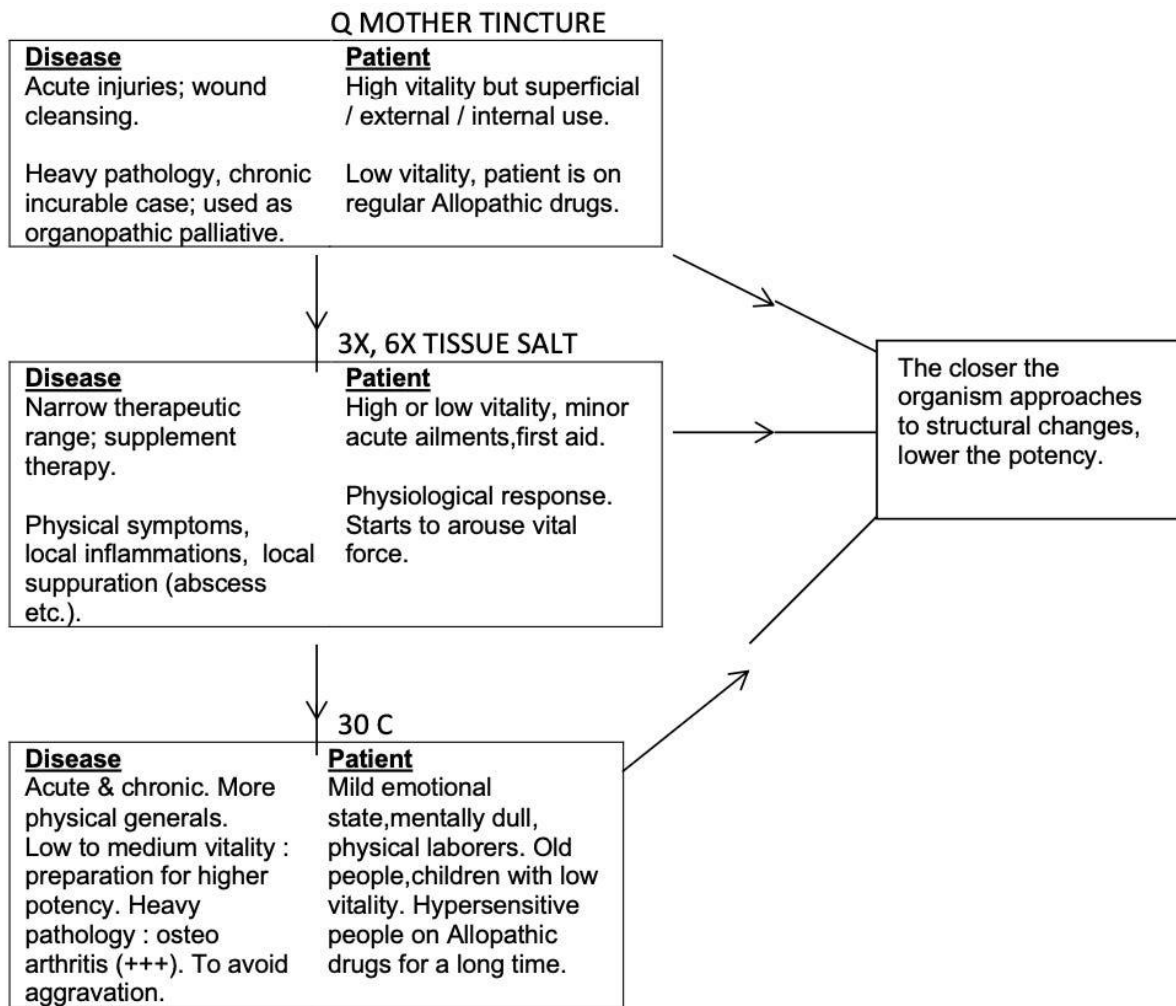 Q MOTHER TINCTURE
Disease
Acute injuries; wound
cleansing.
Heavy pathology, chronic
incurable case; used as
organopathic palliative.
Patient
High vitality but superficial
/ external / internal use.
Low vitality, patient is on
regular Allopathic drugs.
3X, 6X TISSUE SALT
Disease
Narrow therapeutic
range; supplement
therapy.
Physical symptoms,
local inflammations, local
suppuration (abscess
etc.).
Patient
High or low vitality, minor
acute ailments,first aid.
Physiological response.
Starts to arouse vital
force.
The closer the
organism approaches
to structural changes,
lower the potency.
30 C
Disease
Acute & chronic. More
physical generals.
Low to medium vitality :
preparation for higher
potency. Heavy
pathology : osteo
arthritis (+++). To avoid
aggravation.
Patient
Mild emotional
state,mentally dull,
physical laborers. Old
people,children with low
vitality. Hypersensitive
people on Allopathic
drugs for a long time.